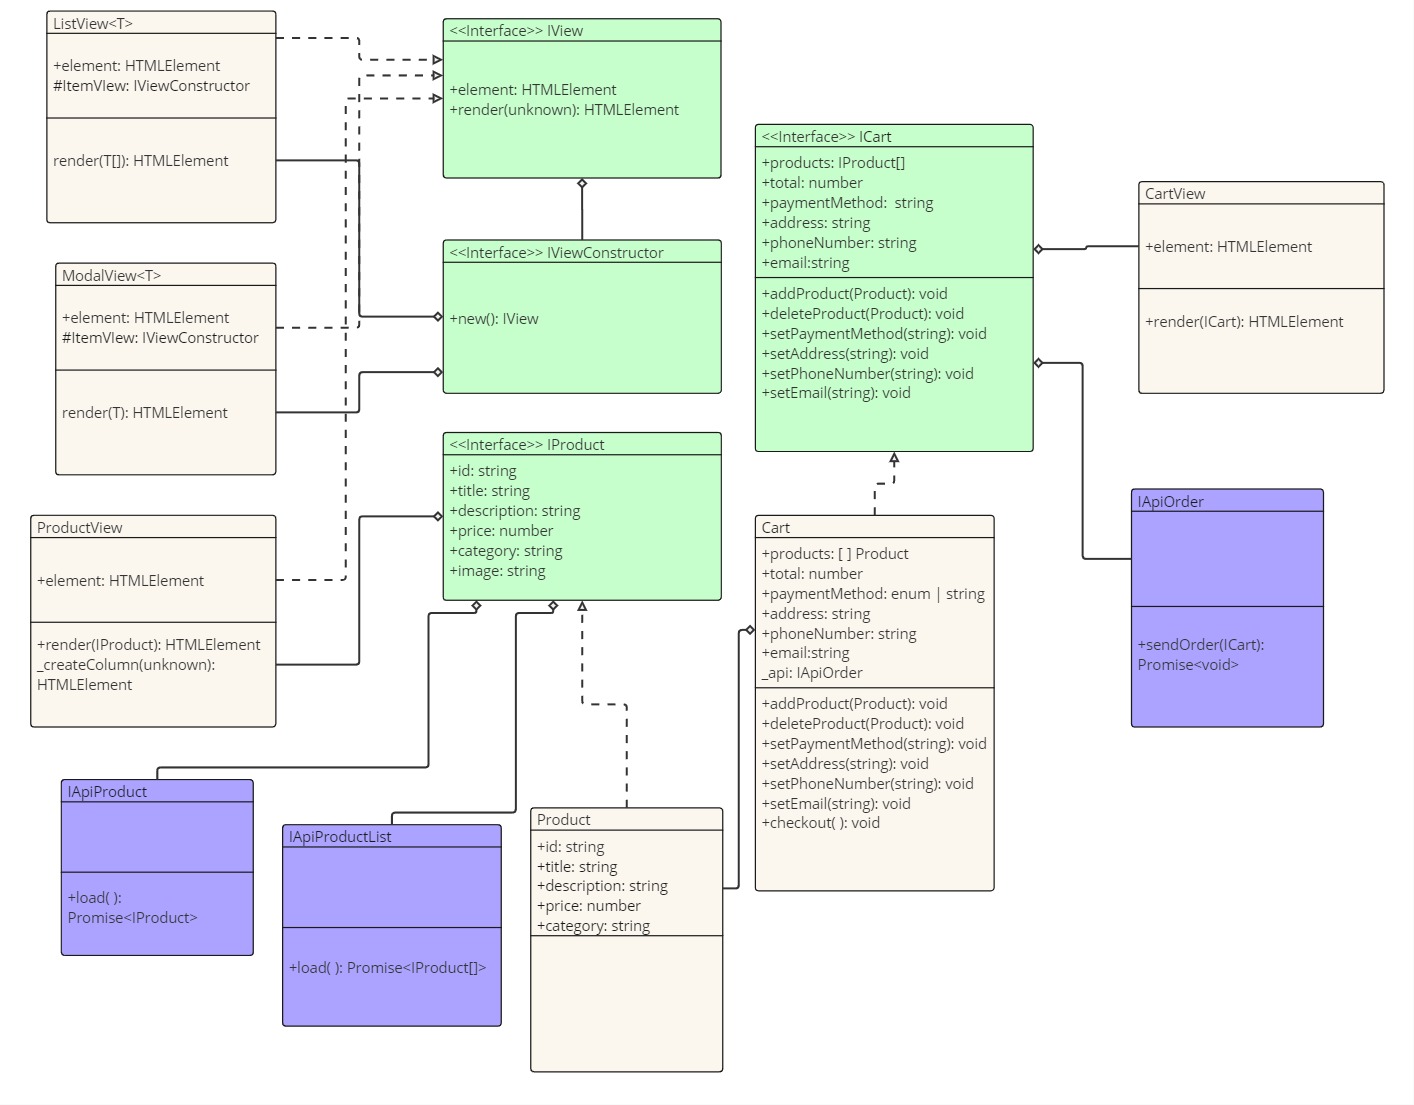 ListView<T>
+element: HTMLElement
#ItemVIew: IViewConstructor
render(T[]): HTMLElement
<<Interface>> IView
+element: HTMLElement
+render(unknown): HTMLElement
<<Interface>> ICart
+products: IProduct[]
+total: number
+paymentMethod:  string
+address: string
+phoneNumber: string
+email:string
+addProduct(Product): void
+deleteProduct(Product): void
+setPaymentMethod(string): void
+setAddress(string): void
+setPhoneNumber(string): void
+setEmail(string): void
CartView
+element: HTMLElement
+render(ICart): HTMLElement
<<Interface>> IViewConstructor
+new(): IView
ModalView<T>
+element: HTMLElement
#ItemVIew: IViewConstructor
render(T): HTMLElement
<<Interface>> IProduct
+id: string
+title: string
+description: string
+price: number
+category: string
+image: string
IApiOrder
+sendOrder(ICart):
Promise<void>
ProductView
+element: HTMLElement
+render(IProduct): HTMLElement
_createColumn(unknown):
HTMLElement
Cart
+products: [ ] Product
+total: number
+paymentMethod: enum | string
+address: string
+phoneNumber: string
+email:string
_api: IApiOrder
+addProduct(Product): void
+deleteProduct(Product): void
+setPaymentMethod(string): void
+setAddress(string): void
+setPhoneNumber(string): void
+setEmail(string): void
+checkout( ): void
IApiProduct
+load( ):
Promise<IProduct>
IApiProductList
+load( ): Promise<IProduct[]>
Product
+id: string
+title: string
+description: string
+price: number
+category: string